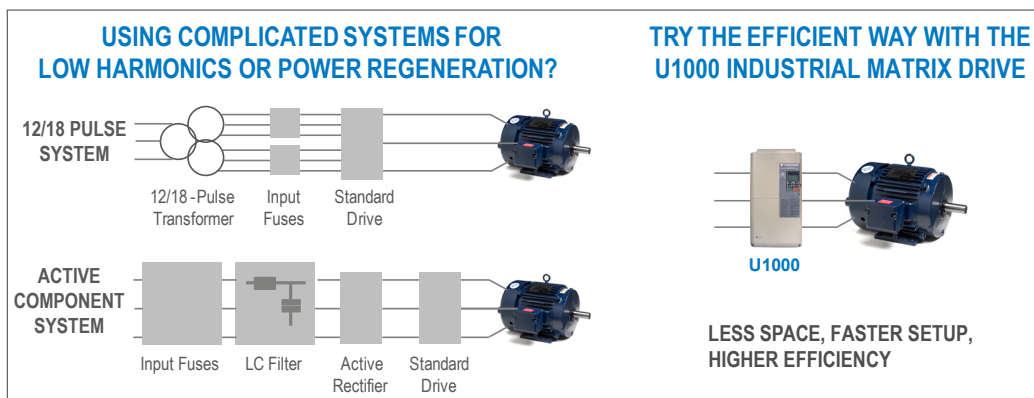 USING COMPLICATED SYSTEMS FOR
LOW HARMONICS OR POWER REGENERATION?
12/18 PULSE
SYSTEM
12/18 -Pulse
Transformer
Input
Fuses
Standard
Drive
ACTIVE
COMPONENT
SYSTEM
Input Fuses
LC Filter
Active
Rectifier
Standard
Drive
TRY THE EFFICIENT WAY WITH THE
U1000 INDUSTRIAL MATRIX DRIVE
U1000
LESS SPACE, FASTER SETUP,
HIGHER EFFICIENCY